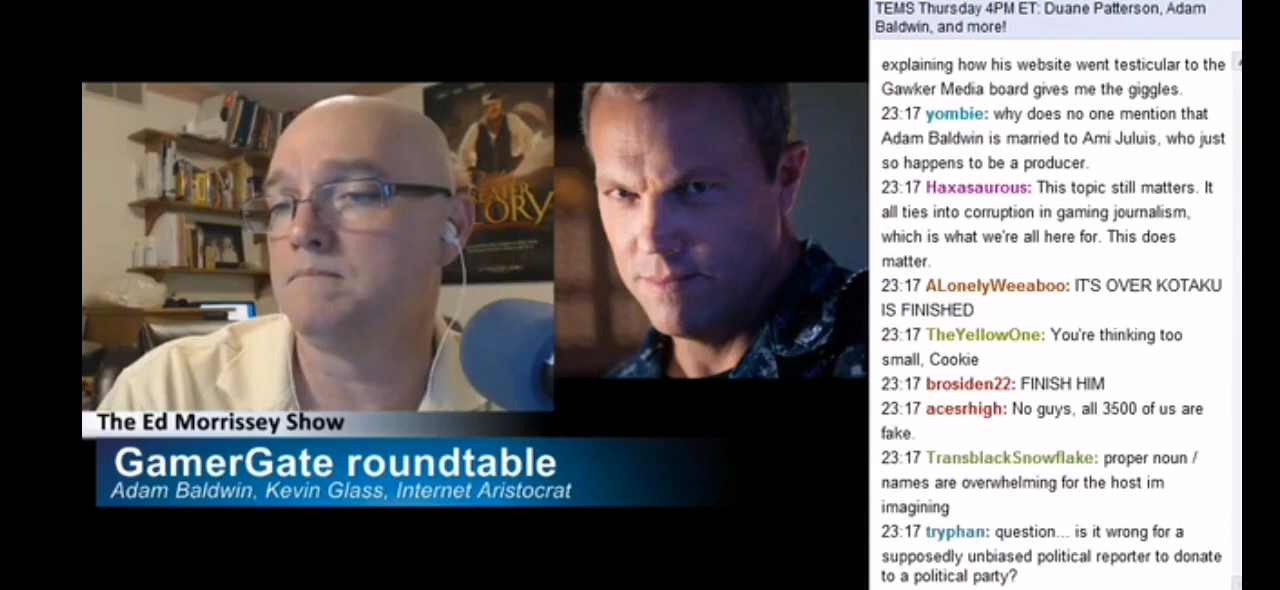 TEMS Thursday 4PM ET: Duane Patterson, Adam
Baldwin, and more!
explaining how his website went testicular to the
Gawker Media board gives me the giggles.
23:17 yombie: why does no one mention that
Adam Baldwin is married to Ami Juluis, who just
so happens to be a producer.
23:17 Haxasaurous: This topic still matters. It
all ties into corruption in gaming journalism,
which is what we're all here for. This does
matter.
23:17 ALonelyWeeaboo: IT'S OVER KOTAKU
IS FINISHED
23:17 TheYellowOne: You're thinking too
small, Cookie
23:17 brosiden22: FINISH HIM
23:17 acesrhigh: No guys, all 3500 of us are
fake.
23:17 TransblackSnowflake: proper noun /
names are overwhelming for the host im
imagining
23:17 tryphan: question... is it wrong for a
supposedly unbiased political reporter to donate
to a political party?
The Ed Morrissey Show
GamerGate roundtable
Adam Baldwin, Kevin Glass, Internet Aristocrat